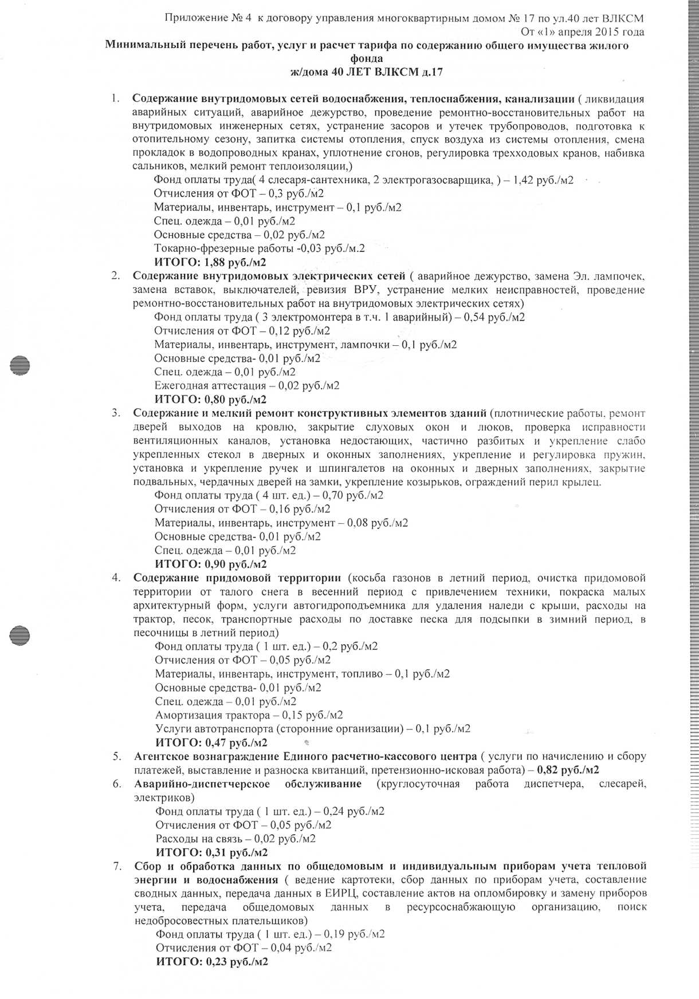 Приложение № 4 к договору управления многоквартирным домом № 17 по ул.40 лет ВЛКСМ
От «1» апреля 2015 года
Минимальный перечень работ, услуг и расчет тарифа по содержанию общего имущества жилого
фонда
ж/дома 40 ЛЕТ ВЛКСМ д.17
1. Содержание внутридомовых сетей водоснабжения, теплоснабжения, канализации ( ликвидация
аварийных ситуаций, аварийное дежурство, проведение ремонтно-восстановительных работ на
внутридомовых инженерных сетях, устранение засоров и утечек трубопроводов, подготовка к
отопительному сезону, запитка системы отопления, спуск воздуха из системы отопления, смена
прокладок в водопроводных кранах, уплотнение сгонов, регулировка трехходовых кранов, набивка
сальников, мелкий ремонт теплоизоляции,)
Фонд оплаты труда( 4 слесаря-сантехника, 2 электрогазосварщика, ) – 1,42 руб./м2
Отчисления от ФОТ – 0,3 руб./м2
Материалы, инвентарь, инструмент – 0,1 руб./м2
Спец. одежда – 0,01 руб./м2
Основные средства – 0,02 руб./м2
Токарно-фрезерные работы -0,03 руб./м.2
ИТОГО: 1,88 руб./м2
2. Содержание внутридомовых электрических сетей ( аварийное дежурство, замена Эл. лампочек,
замена вставок, выключателей, ревизия ВРУ, устранение мелких неисправностей, проведение
ремонтно-восстановительных работ на внутридомовых электрических сетях)
Фонд оплаты труда ( 3 электромонтера в т.ч. 1 аварийный) – 0,54 руб./м2
Отчисления от ФОТ – 0,12 руб./м2
Материалы, инвентарь, инструмент, лампочки – 0,1 руб./м2
Основные средства- 0,01 руб./м2
Спец. одежда – 0,01 руб./м2
Ежегодная аттестация – 0,02 руб./м2
ИТОГО: 0,80 руб./м2
3. Содержание и мелкий ремонт конструктивных элементов зданий (плотнические работы, ремонт
дверей выходов на кровлю, закрытие слуховых окон и люков, проверка исправности
вентиляционных каналов, установка недостающих, частично разбитых и укрепление слабо
укрепленных стекол в дверных и оконных заполнениях, укрепление и регулировка пружин,
установка и укрепление ручек и шпингалетов на оконных и дверных заполнениях, закрытие
подвальных, чердачных дверей на замки, укрепление козырьков, ограждений перил крылец.
Фонд оплаты труда ( 4 шт. ед.) – 0,70 руб./м2
Отчисления от ФОТ – 0,16 руб./м2
Материалы, инвентарь, инструмент – 0,08 руб./м2
Основные средства- 0,01 руб./м2
Спец. одежда – 0,01 руб./м2
ИТОГО: 0,90 руб./м2
4. Содержание придомовой территории (косьба газонов в летний период, очистка придомовой
территории от талого снега в весенний период с привлечением техники, покраска малых
архитектурный форм, услуги автогидроподъемника для удаления наледи с крыши, расходы на
трактор, песок, транспортные расходы по доставке песка для подсыпки в зимний период, в
песочницы в летний период)
Фонд оплаты труда ( 1 шт. ед.) – 0,2 руб./м2
Отчисления от ФОТ – 0,05 руб./м2
Материалы, инвентарь, инструмент, топливо – 0,1 руб./м2
Основные средства- 0,01 руб./м2
Спец. одежда – 0,01 руб./м2
Амортизация трактора – 0,15 руб./м2
Услуги автотранспорта (сторонние организации) – 0,1 руб./м2
ИТОГО: 0,47 руб./м2
5. Агентское вознаграждение Единого расчетно-кассового центра ( услуги по начислению и сбору
платежей, выставление и разноска квитанций, претензионно-исковая работа) – 0,82 руб./м2
6. Аварийно-диспетчерское обслуживание (круглосуточная работа диспетчера, слесарей,
электриков)
Фонд оплаты труда ( 1 шт. ед.) – 0,24 руб./м2
Отчисления от ФОТ – 0,05 руб./м2
Расходы на связь – 0,02 руб./м2
ИТОГО: 0,31 руб./м2
7. Сбор и обработка данных по общедомовым и индивидуальным приборам учета тепловой
энергии и водоснабжения ( ведение картотеки, сбор данных по приборам учета, составление
сводных данных, передача данных в ЕИРЦ, составление актов на опломбировку и замену приборов
учета, передача общедомовых данных в ресурсоснабжающую организацию, поиск
недобросовестных плательщиков)
Фонд оплаты труда ( 1 шт. ед.) – 0,19 руб./м2
Отчисления от ФОТ – 0,04 руб./м2
ИТОГО: 0,23 руб./м2